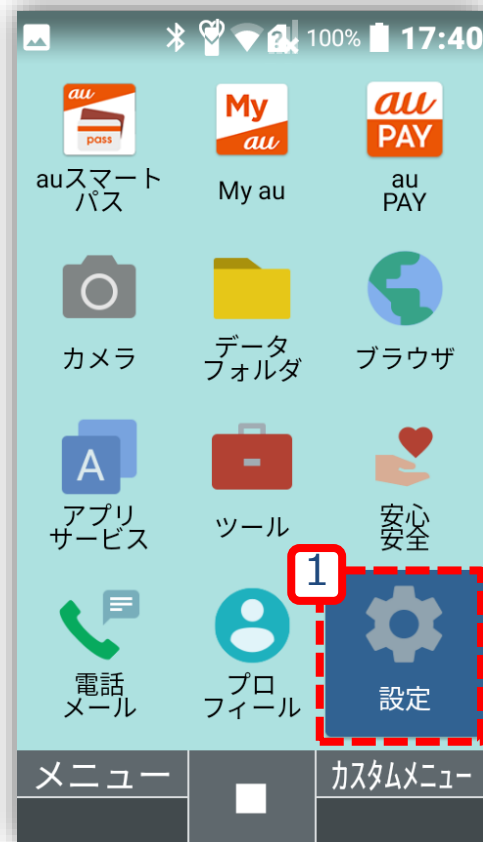 100% 17:40
au
pass
My
au
au
PAY
auスマート
パス
My au
au
PAY
カメラ
データ
フォルダ
ブラウザ
A
アプリ
サービス
ツール
安心
安全
1
電話
メール
プロ
フィール
設定
メニュー
カスタムメニュー